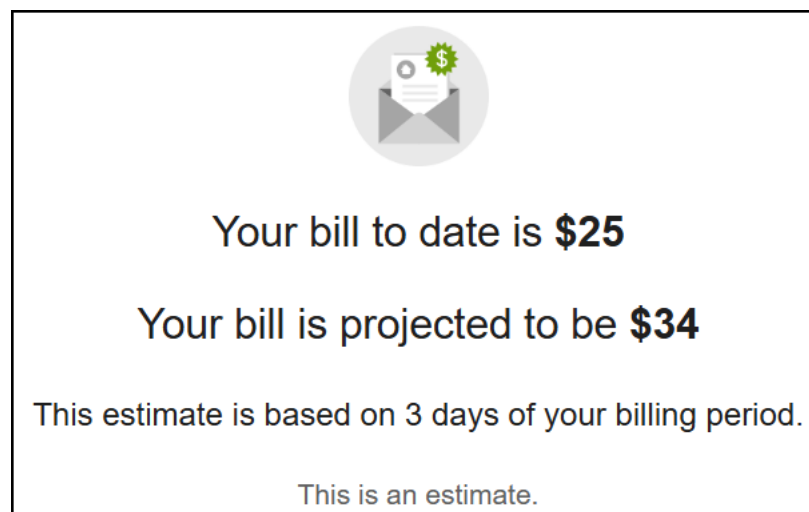 $
Your bill to date is $25
Your bill is projected to be $34
This estimate is based on 3 days of your billing period.
This is an estimate.